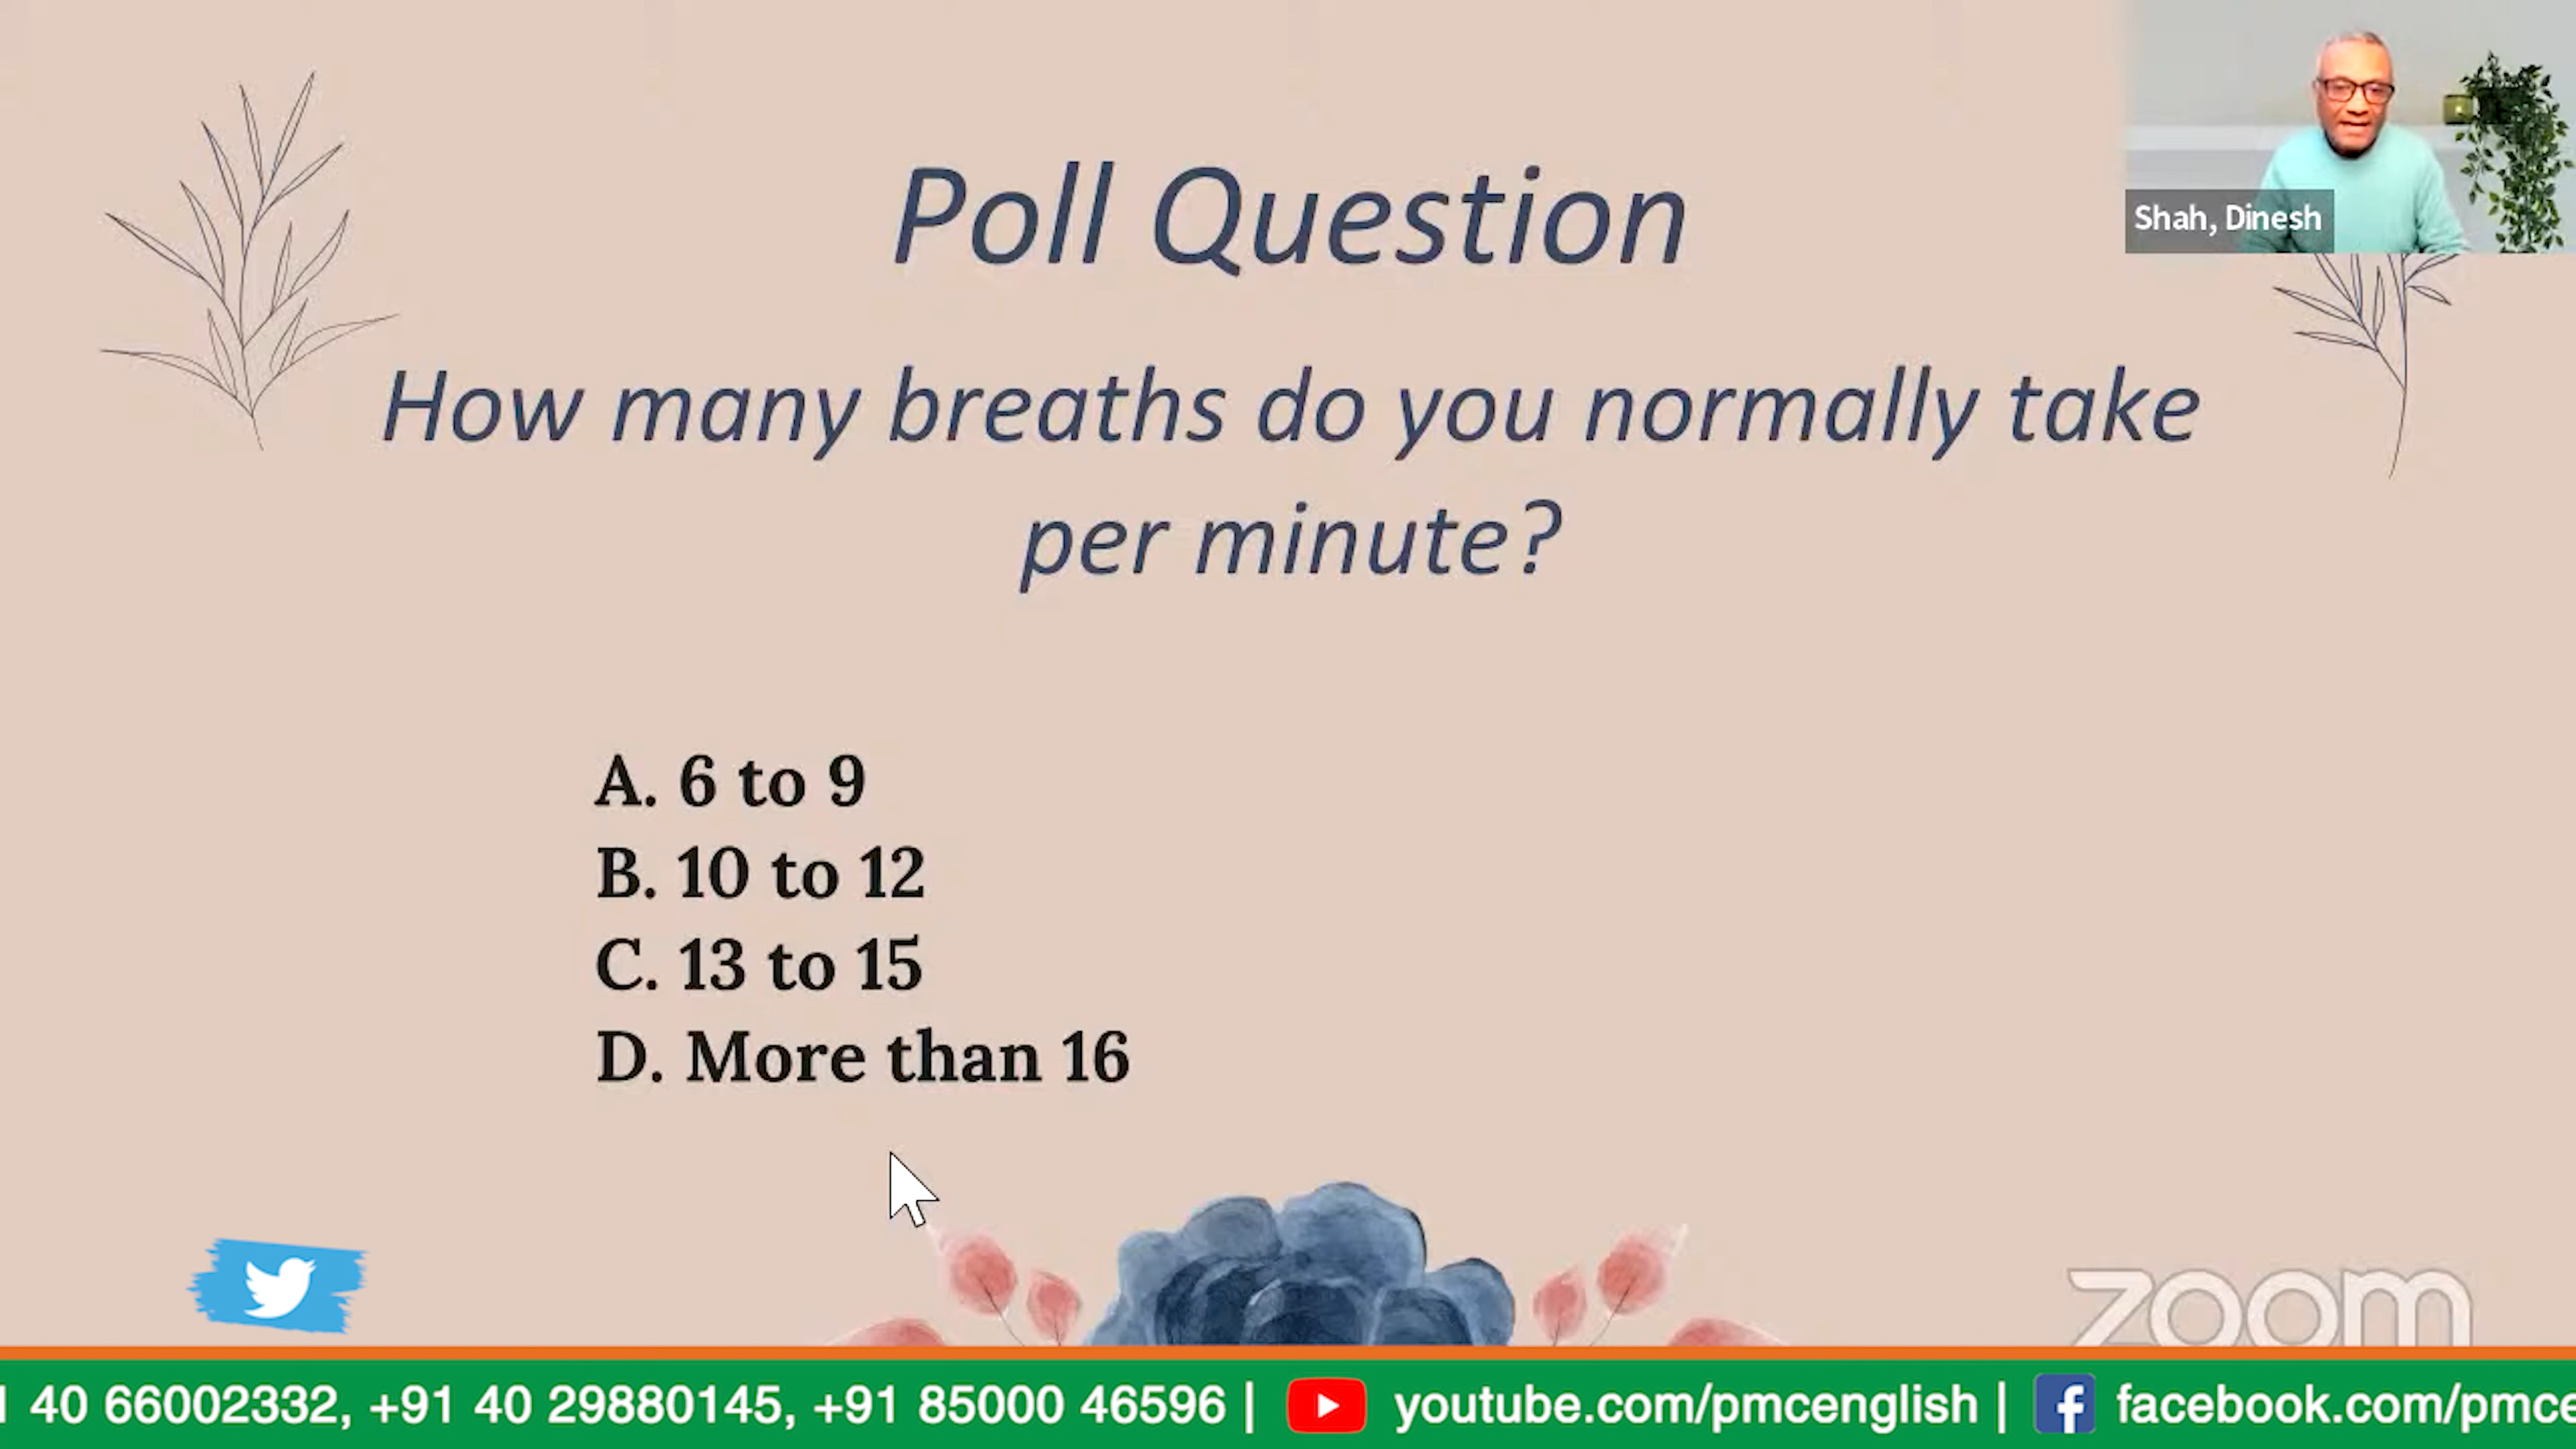 Poll Question
Shah, Dinesh
How many breaths do you normally take
per minute?
A. 6 to 9
B. 10 to 12
C. 13 to 15
D. More than 16
zoom
40 66002332, +91 40 29880145, +91 85000 46596 | youtube.com/pmcenglish | facebook.com/pmce